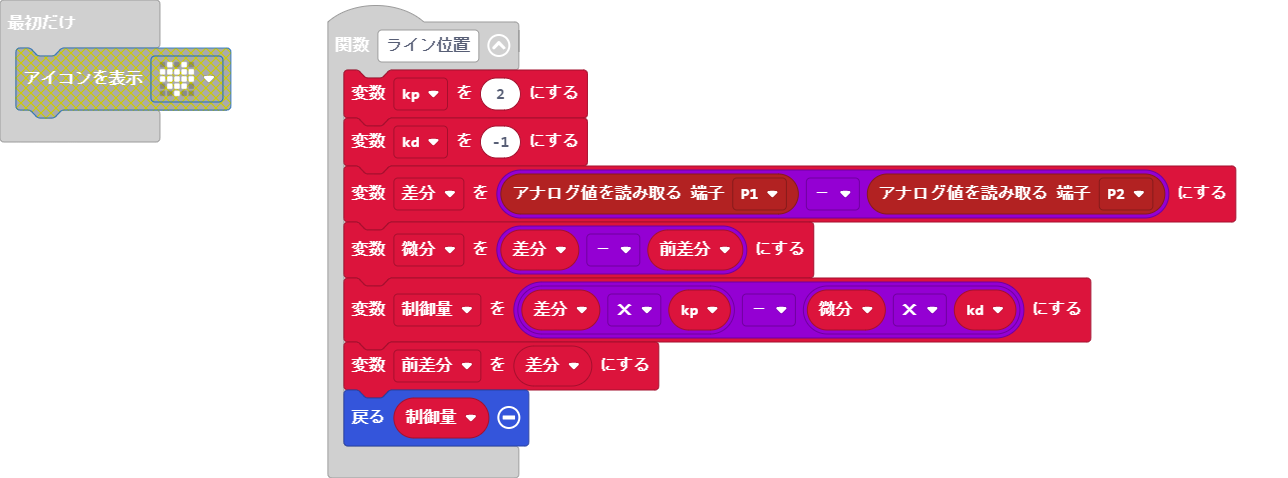 最初だけ
アイコンを表示
関数 ライン位置
変数 kp を 2 にする
変数 kd を -1 にする
変数 差分 を アナログ値を読み取る 端子 P1 − アナログ値を読み取る 端子 P2 にする
変数 微分 を 差分 − 前差分 にする
変数 制御量 を 差分 × kp − 微分 × kd にする
変数 前差分 を 差分 にする
戻る 制御量